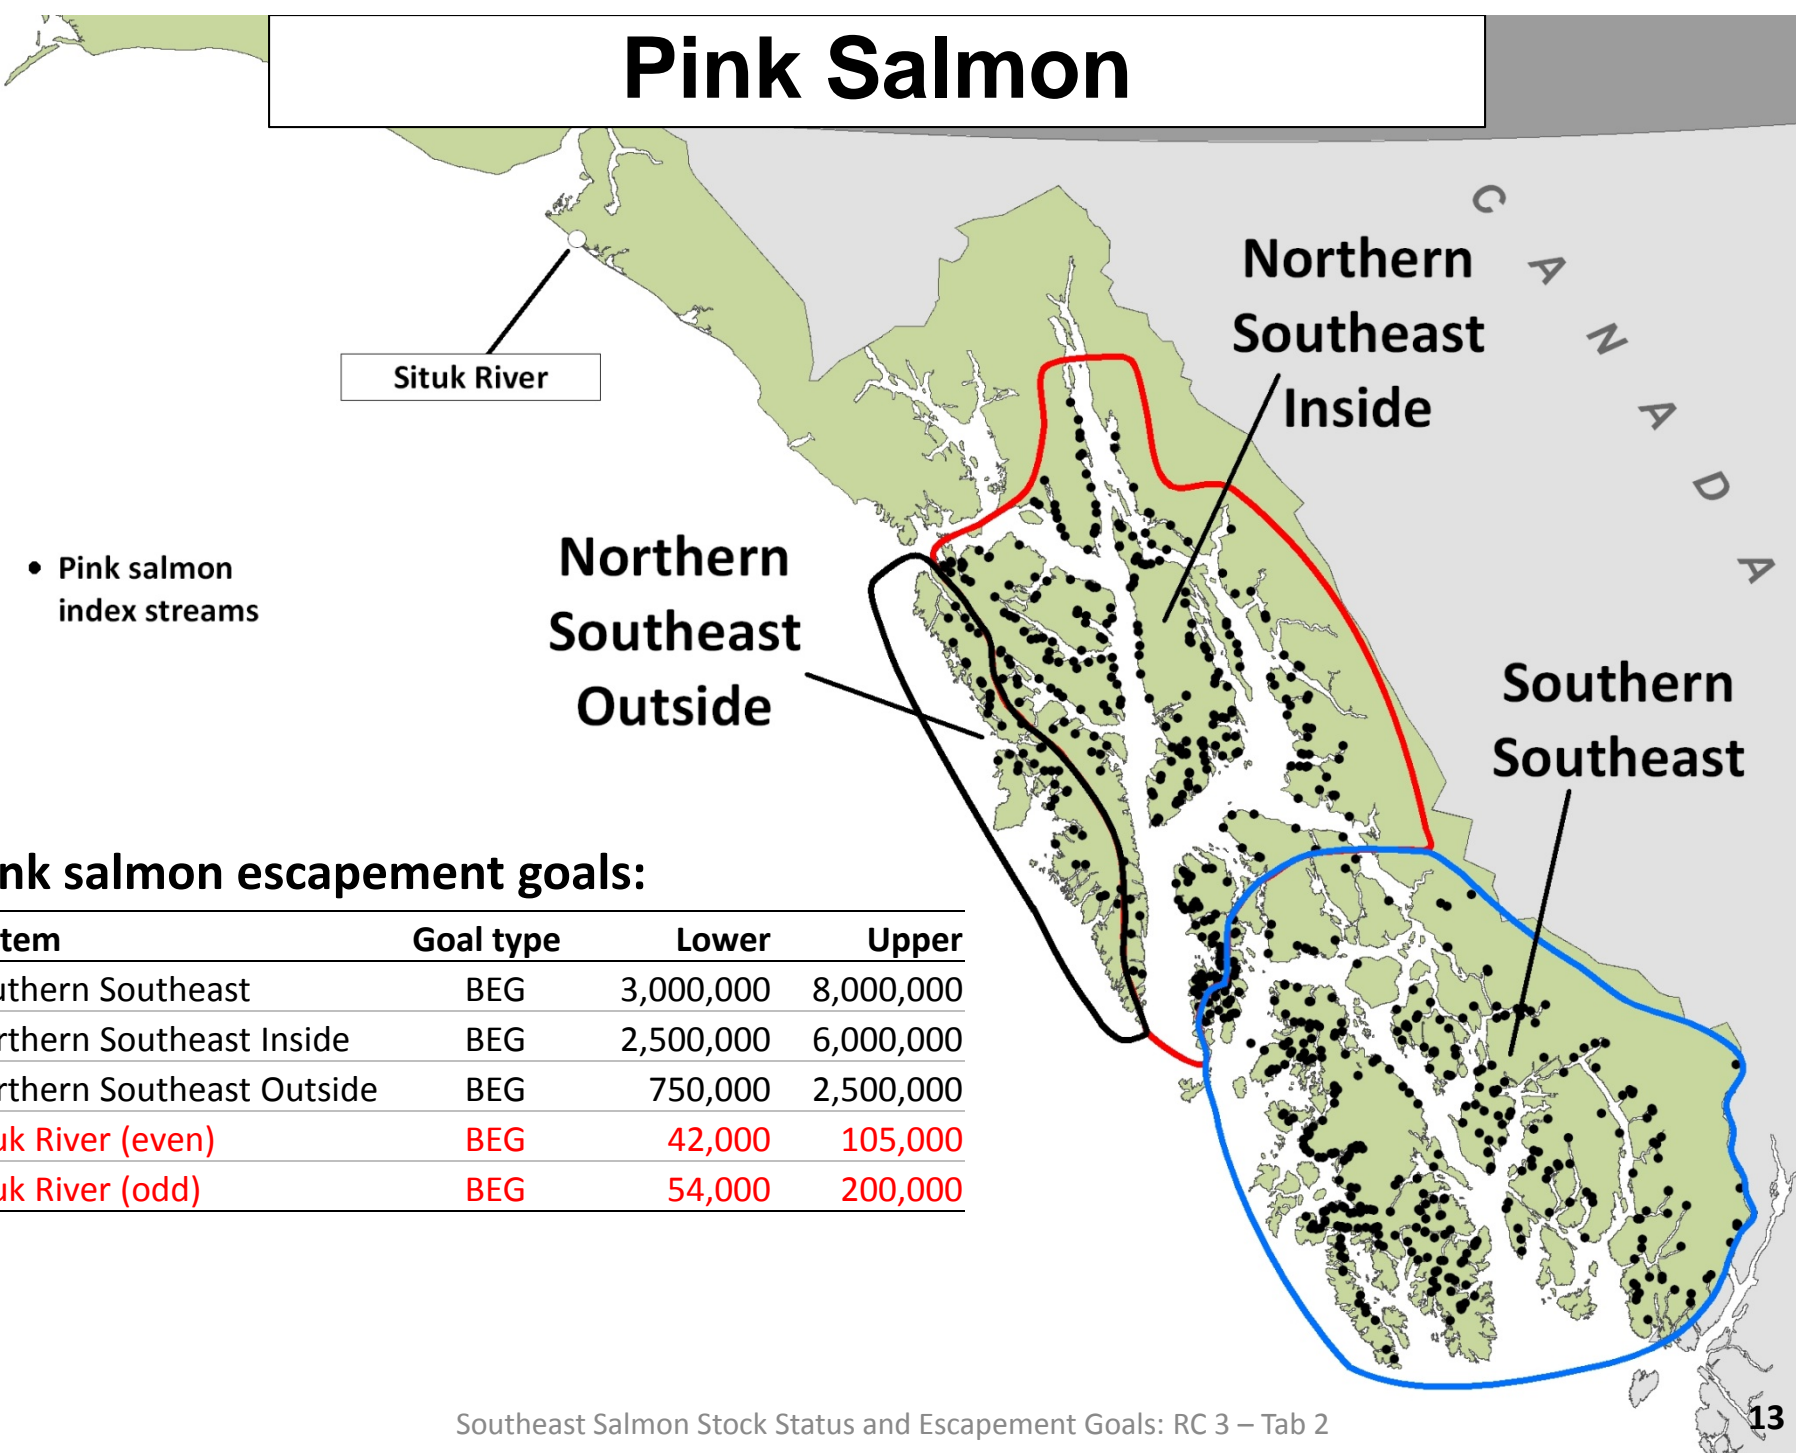 Pink Salmon
C A N A D A
Northern
Southeast
Inside
Situk River
Northern
Southeast
Outside
• Pink salmon
index streams
Southern
Southeast
nk salmon escapement goals:
tem Goal type Lower Upper
uthern Southeast BEG 3,000,000 8,000,000
rthern Southeast Inside BEG 2,500,000 6,000,000
rthern Southeast Outside BEG 750,000 2,500,000
uk River (even) BEG 42,000 105,000
uk River (odd) BEG 54,000 200,000
Southeast Salmon Stock Status and Escapement Goals: RC 3 – Tab 2
13